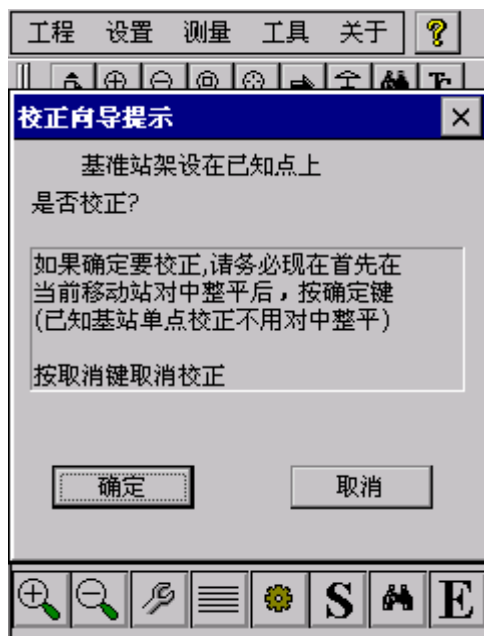 工程 设置 测量 工具 关于 ?
校正向导提示
基准站架设在已知点上
是否校正?
如果确定要校正,请务必现在首先在
当前移动站对中整平后，按确定键
(已知基站单点校正不用对中整平)
按取消键取消校正
确定 取消
S E